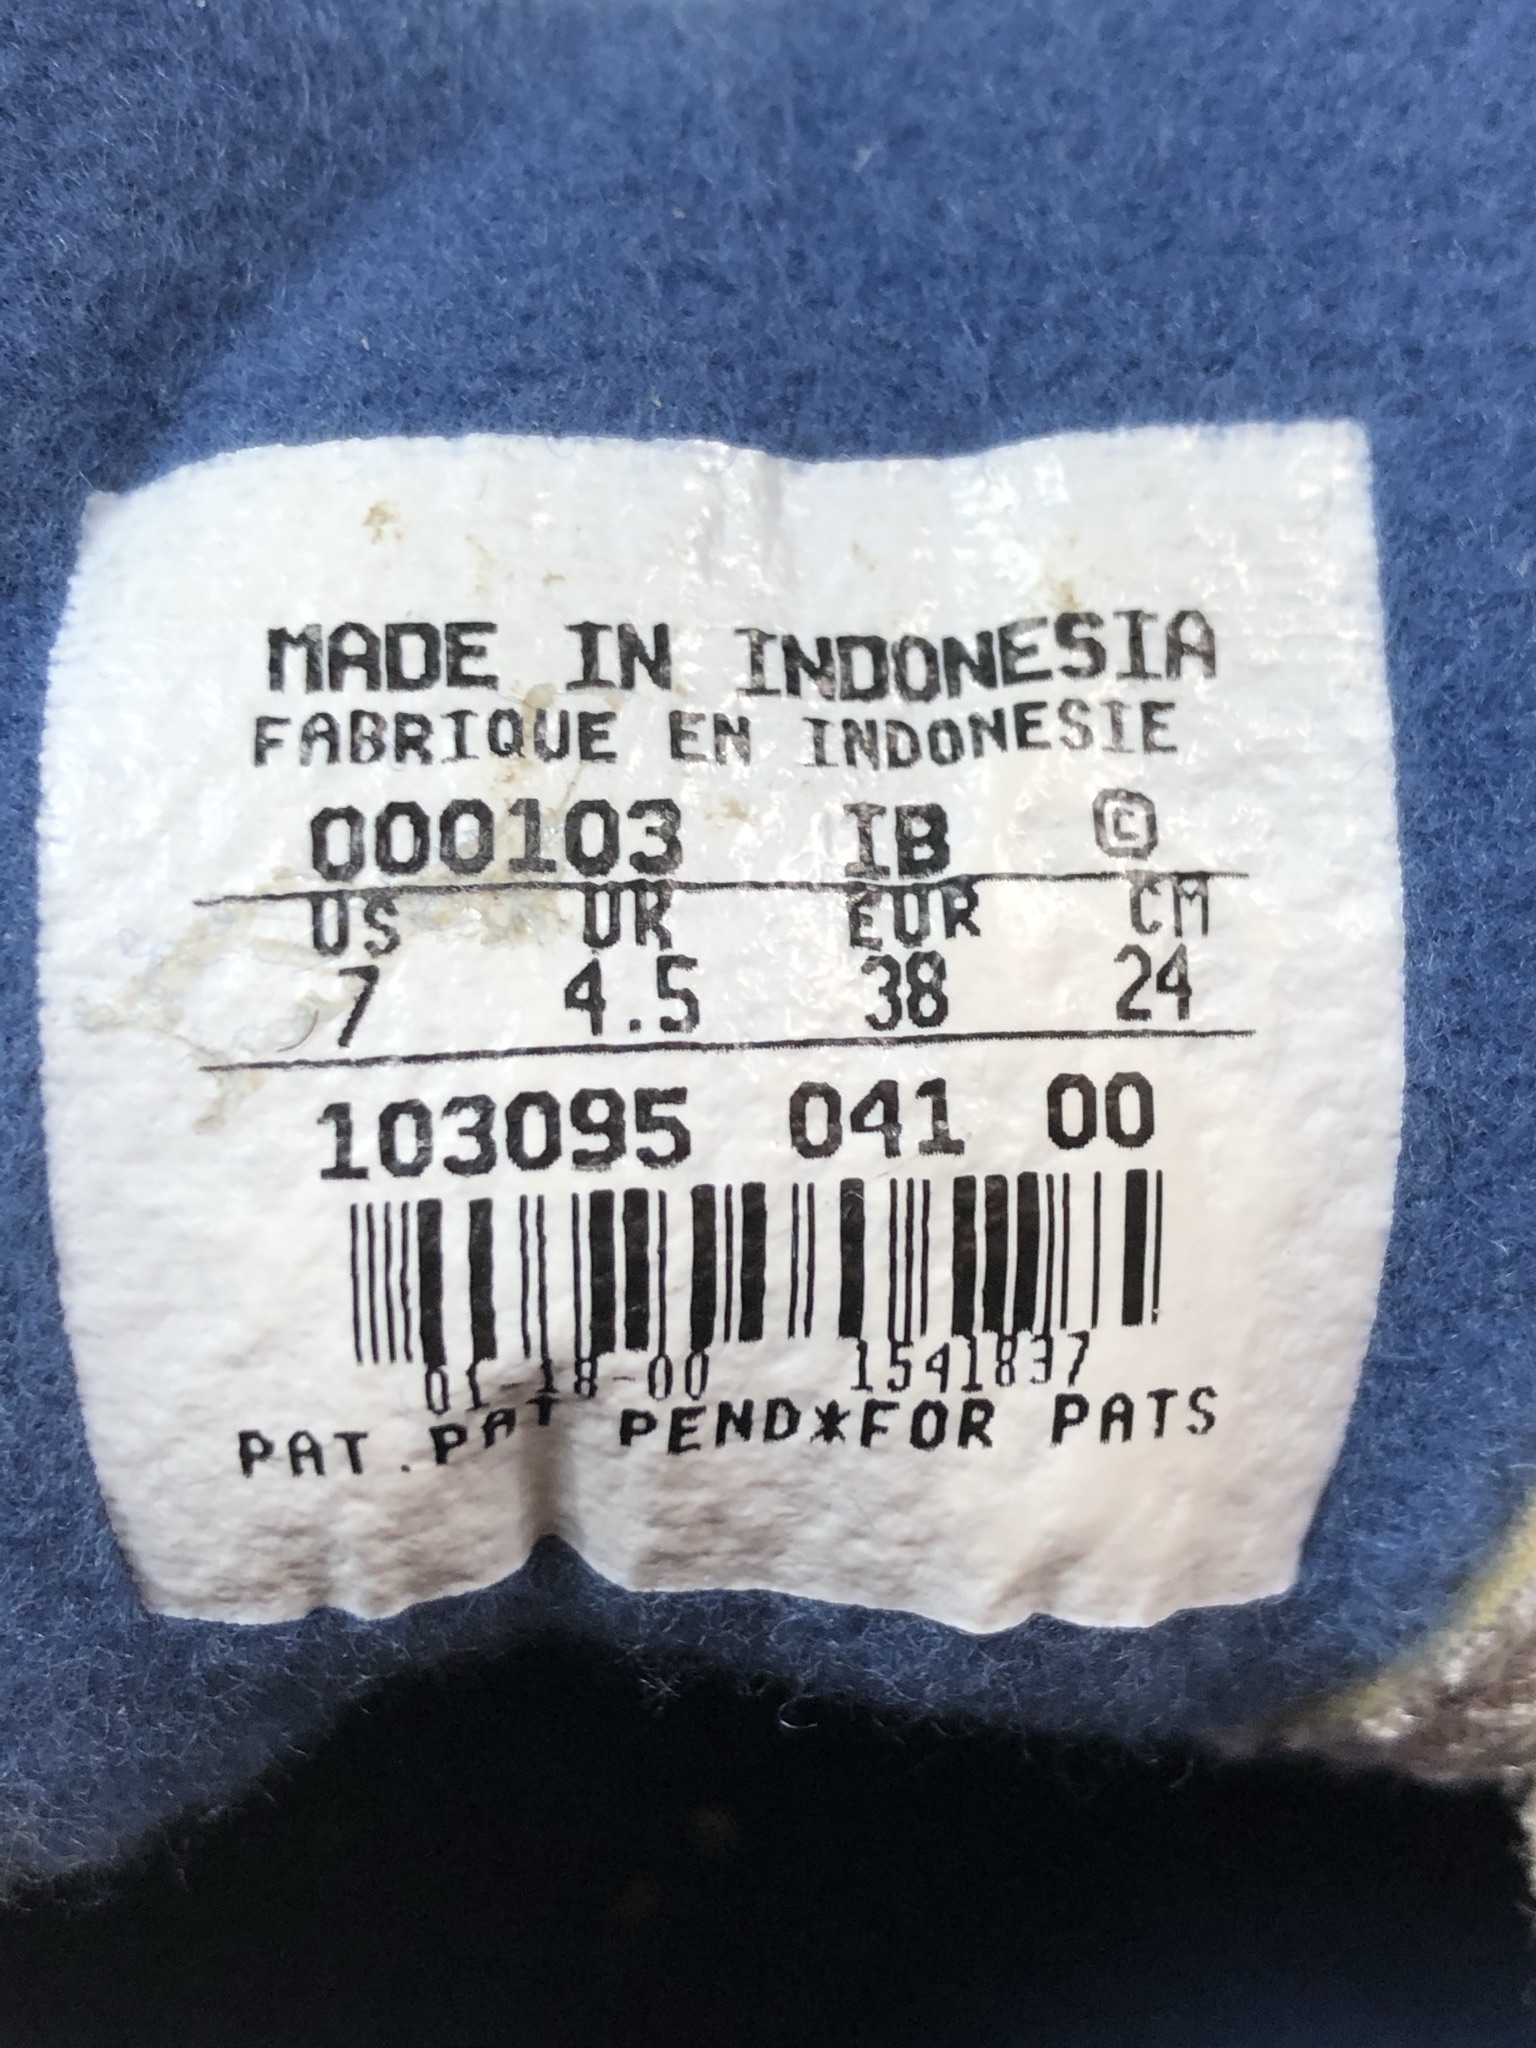 MADE IN INDONESIA
FABRIQUE EN INDONESIE
000103 IB ©
US UK EUR CM
7 4.5 38 24
103095 041 00
01-18-00 1541837
PAT.PAT PEND*FOR PATS